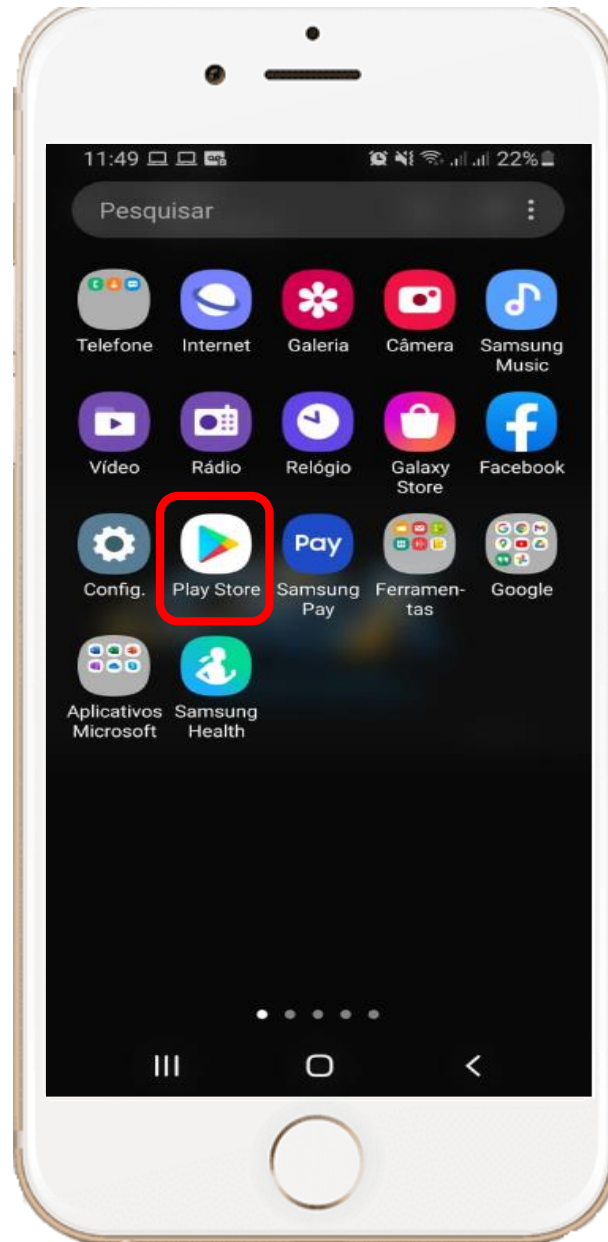 11:49 22%
Pesquisar
Telefone Internet Galeria Câmera Samsung Music
Vídeo Rádio Relógio Galaxy Store Facebook
Pay
Config. Play Store Samsung Pay Ferramen-tas Google
Aplicativos Microsoft Samsung Health